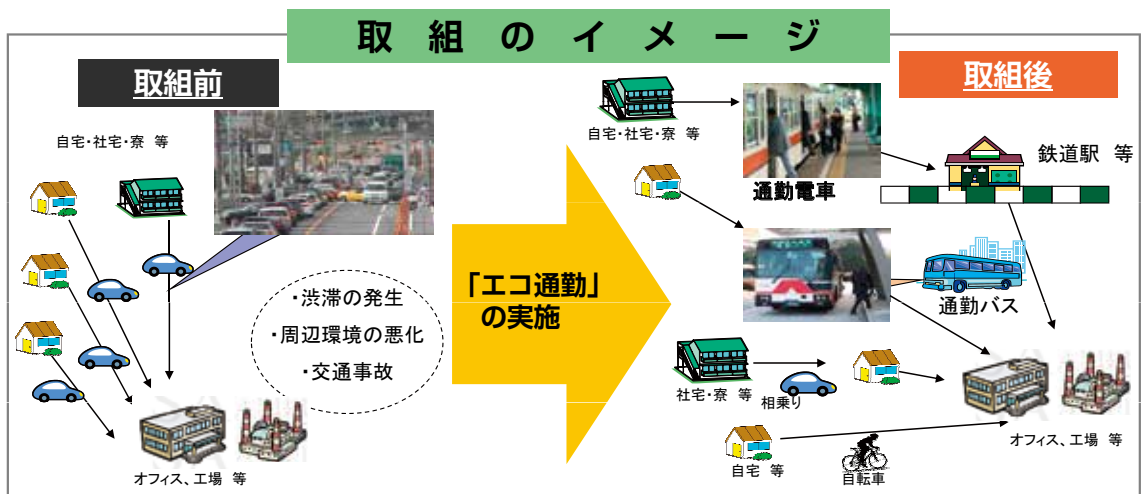 取組のイメージ
取組前
自宅・社宅・寮 等
・渋滞の発生
・周辺環境の悪化
・交通事故
オフィス、工場 等
「エコ通勤」
の実施
取組後
自宅・社宅・寮 等
通勤電車
鉄道駅 等
通勤バス
社宅・寮 等
相乗り
自宅 等
自転車
オフィス、工場 等